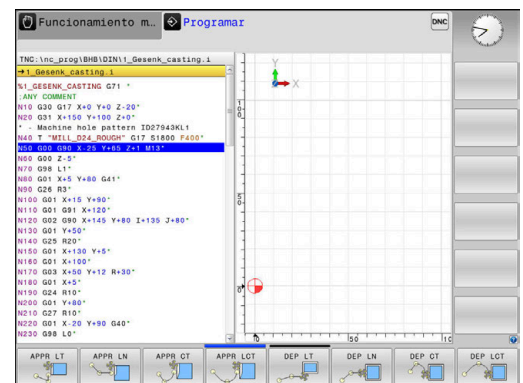 Funcionamiento m... Programar DNC
TNC:\nc_prog\BHB\DIN\1_Gesenk_casting.i
→1_Gesenk_casting.i
%1_GESENK_CASTING G71 *
;ANY COMMENT
N10 G30 G17 X+0 Y+0 Z-20*
N20 G31 X+150 Y+100 Z+0*
* - Machine hole pattern ID27943KL1
N40 T "MILL_D24_ROUGH" G17 S1800 F400*
N50 G00 G90 X-25 Y+65 Z+1 M13*
N60 G00 Z-5*
N70 G98 L1*
N80 G01 X+5 Y+80 G41*
N90 G26 R3*
N100 G01 X+15 Y+90*
N110 G01 G91 X+120*
N120 G02 G90 X+145 Y+80 I+135 J+80*
N130 G01 Y+50*
N140 G25 R20*
N150 G01 X+130 Y+5*
N160 G01 X+100*
N170 G03 X+50 Y+12 R+30*
N180 G01 X+5*
N190 G24 R10*
N200 G01 Y+80*
N210 G27 R10*
N220 G01 X-20 Y+90 G40*
N230 G98 L0*
Y
X
100
50
0
0 50 10
APPR LT APPR LN APPR CT APPR LCT DEP LT DEP LN DEP CT DEP LCT